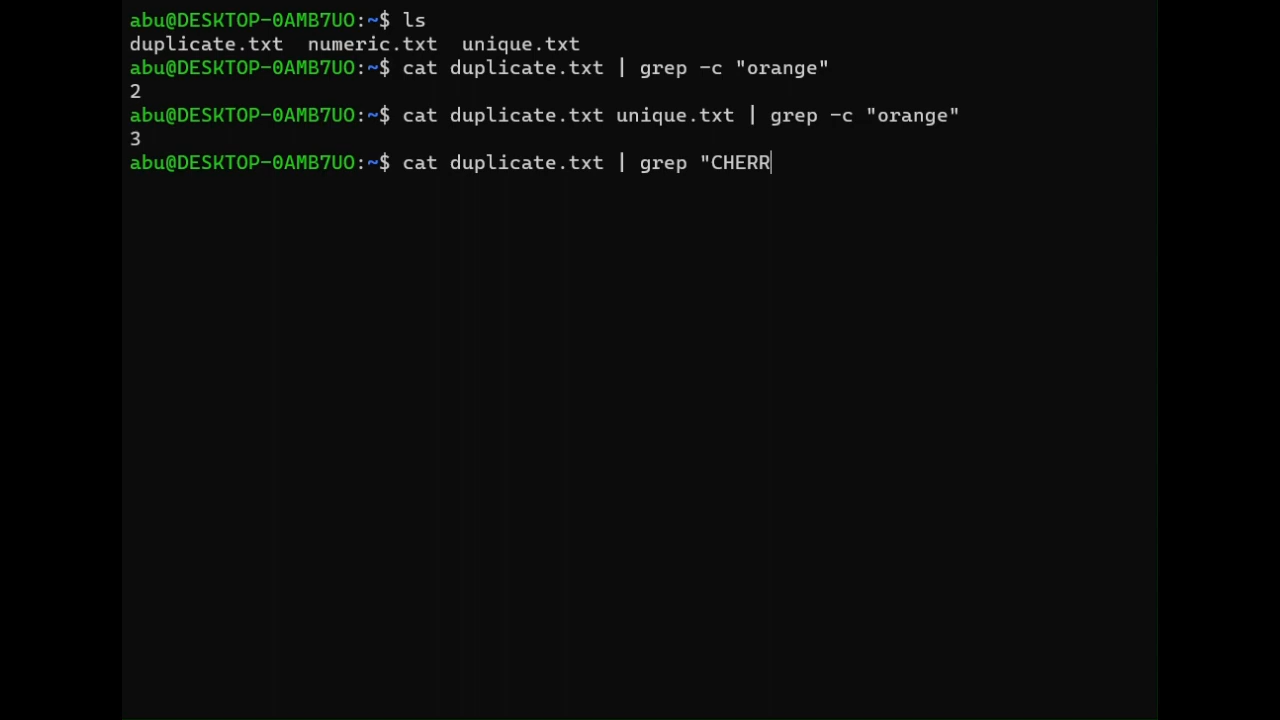 abu@DESKTOP-0AMB7UO:~$ ls
duplicate.txt  numeric.txt  unique.txt
abu@DESKTOP-0AMB7UO:~$ cat duplicate.txt | grep -c "orange"
2
abu@DESKTOP-0AMB7UO:~$ cat duplicate.txt unique.txt | grep -c "orange"
3
abu@DESKTOP-0AMB7UO:~$ cat duplicate.txt | grep "CHERR